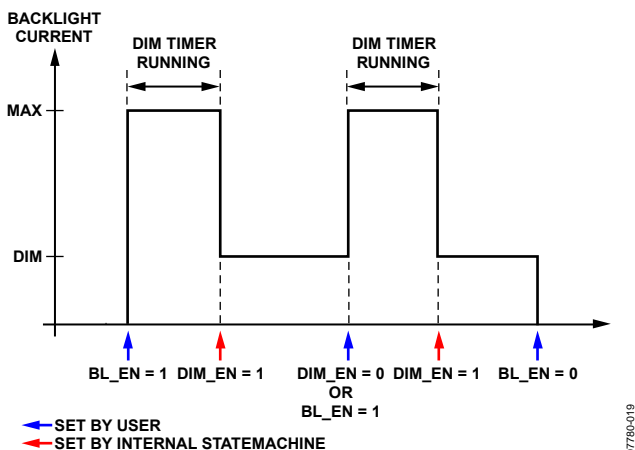 BACKLIGHT
CURRENT
DIM TIMER
RUNNING
DIM TIMER
RUNNING
MAX
DIM
BL_EN = 1 DIM_EN = 1 DIM_EN = 0 DIM_EN = 1 BL_EN = 0
OR
BL_EN = 1
SET BY USER
SET BY INTERNAL STATEMACHINE
07780-019